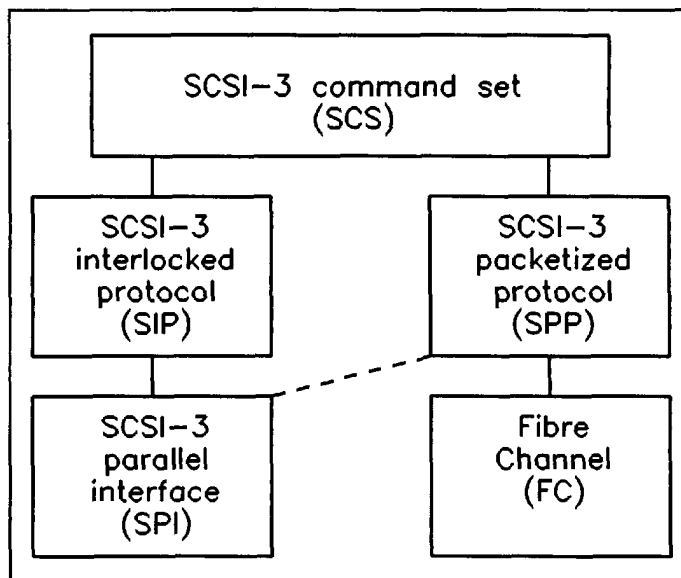 SCSI-3 command set
(SCS)
SCSI-3
interlocked
protocol
(SIP)
SCSI-3
packetized
protocol
(SPP)
SCSI-3
parallel
interface
(SPI)
Fibre
Channel
(FC)